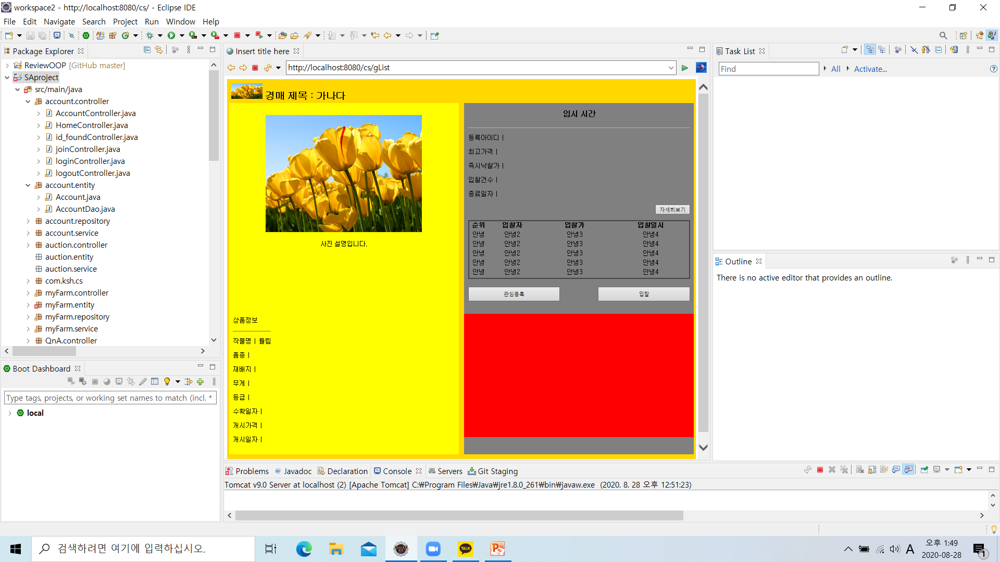 workspace2 - http://localhost:8080/cs/ - Eclipse IDE
File Edit Navigate Search Project Run Window Help
Package Explorer
ReviewOOP [GitHub master]
SAproject
src/main/java
account.controller
AccountController.java
HomeController.java
id_foundController.java
joinController.java
loginController.java
logoutController.java
account.entity
Account.java
AccountDao.java
account.repository
account.service
auction.controller
auction.entity
auction.service
com.ksh.cs
myFarm.controller
myFarm.entity
myFarm.repository
myFarm.service
QnA.controller
Boot Dashboard
Type tags, projects, or working set names to match (incl. *
local
Insert title here
http://localhost:8080/cs/gList
경매 제목 : 가나다
사진 설명입니다.
상품정보
작물명 | 튤립
품종 |
재배지 |
무게 |
등급 |
수확일자 |
개시가격 |
개시일자 |
임시 시간
등록아이디 |
최고가격 |
즉시낙찰가 |
입찰건수 |
종료일자 |
자세히보기
순위 입찰자 입찰가 입찰일시
안녕 안녕2 안녕3 안녕4
안녕 안녕2 안녕3 안녕4
안녕 안녕2 안녕3 안녕4
안녕 안녕2 안녕3 안녕4
안녕 안녕2 안녕3 안녕4
관심등록 입찰
Task List
Find All Activate...
Outline
There is no active editor that provides an outline.
Problems @ Javadoc Declaration Console Servers Git Staging
Tomcat v9.0 Server at localhost (2) [Apache Tomcat] C:₩Program Files₩Java₩jre1.8.0_261₩bin₩javaw.exe (2020. 8. 28 오후 12:51:23)
검색하려면 여기에 입력하십시오.
TALK
A
오후 1:49
2020-08-28
1